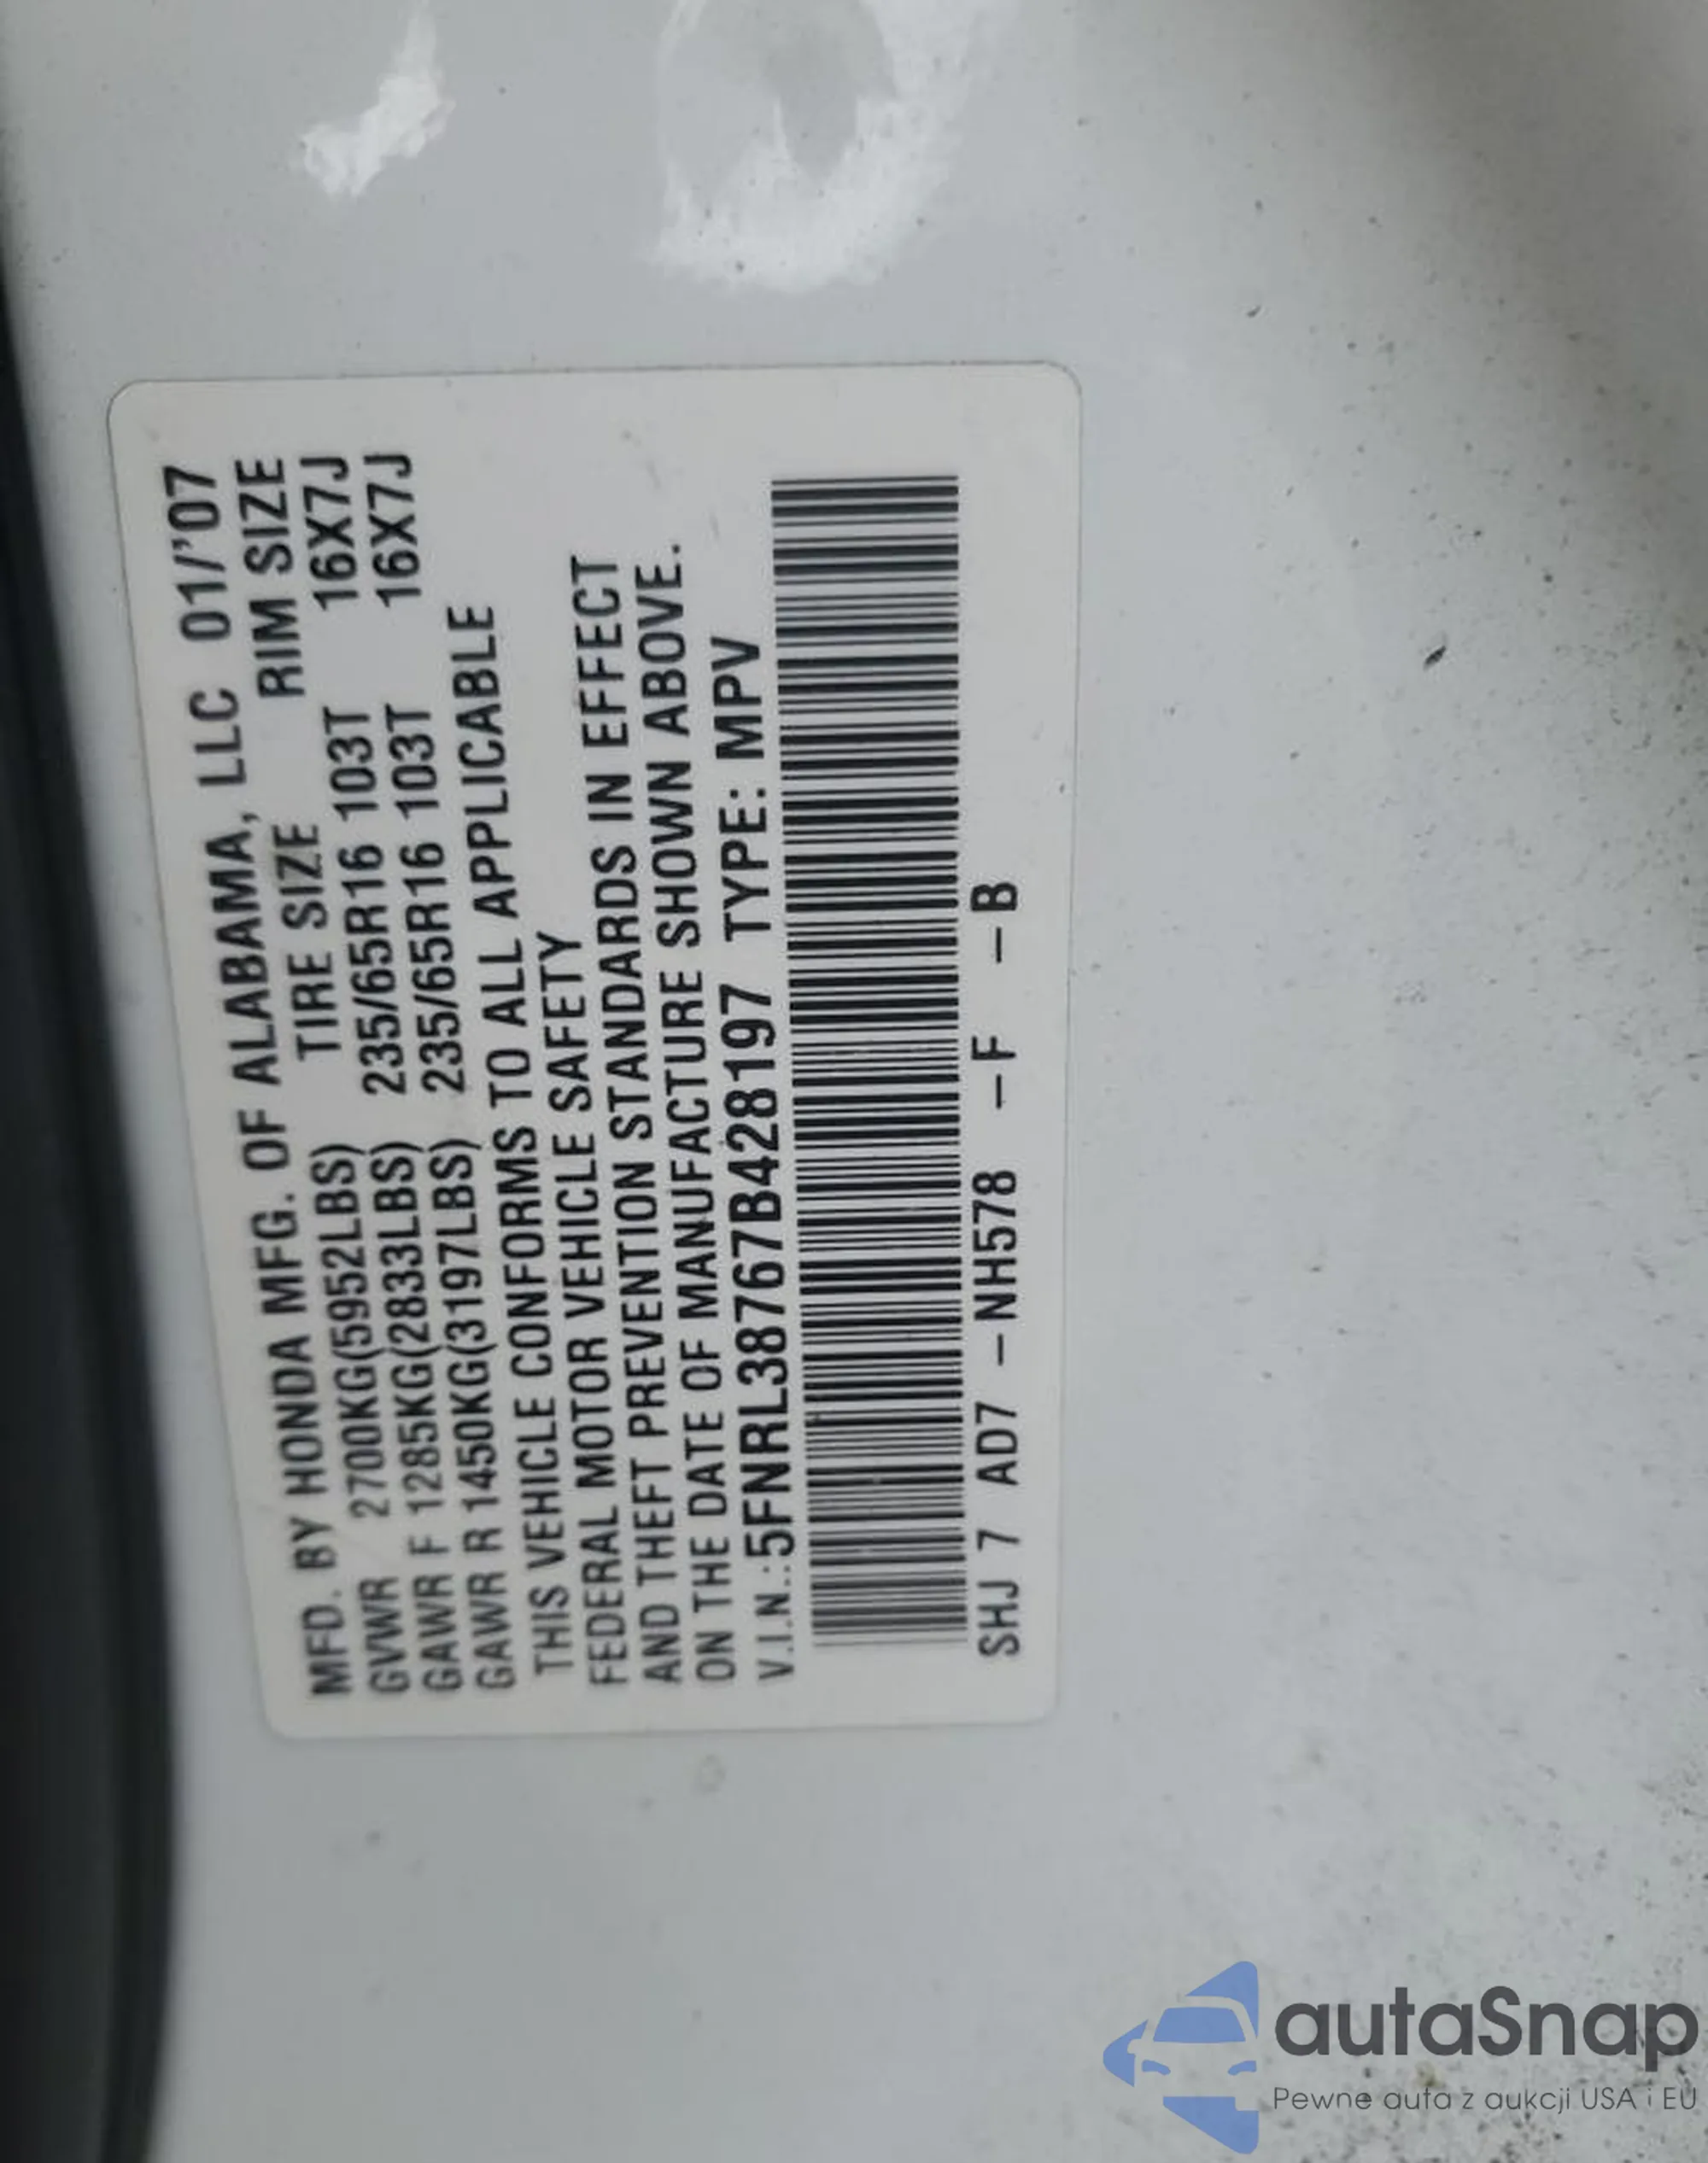 MFD. BY HONDA MFG. OF ALABAMA, LLC 01/'07
TIRE SIZE RIM SIZE
GVWR 2700KG(5952LBS) 235/65R16 103T 16X7J
GAWR F 1285KG(2833LBS) 235/65R16 103T 16X7J
GAWR R 1450KG(3197LBS)
THIS VEHICLE CONFORMS TO ALL APPLICABLE
FEDERAL MOTOR VEHICLE SAFETY
AND THEFT PREVENTION STANDARDS IN EFFECT
ON THE DATE OF MANUFACTURE SHOWN ABOVE.
V.I.N.:5FNRL38767B428197 TYPE: MPV
SHJ 7 AD7 -NH578 -F -B
autaSnap
Pewne auta z aukcji USA i EU